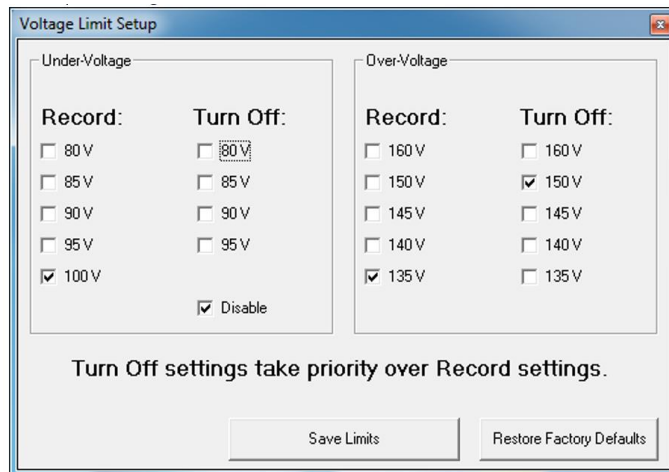 Voltage Limit Setup
Under-Voltage
Over-Voltage
Record: Turn Off: Record: Turn Off:
80 V 80 V 160 V 160 V
85 V 85 V 150 V 150 V
90 V 90 V 145 V 145 V
95 V 95 V 140 V 140 V
100 V 135 V 135 V
Disable
Turn Off settings take priority over Record settings.
Save Limits Restore Factory Defaults